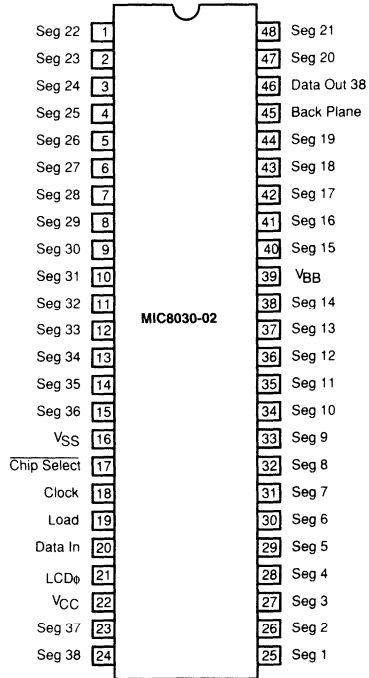 Seg 22 1 48 Seg 21
Seg 23 2 47 Seg 20
Seg 24 3 46 Data Out 38
Seg 25 4 45 Back Plane
Seg 26 5 44 Seg 19
Seg 27 6 43 Seg 18
Seg 28 7 42 Seg 17
Seg 29 8 41 Seg 16
Seg 30 9 40 Seg 15
Seg 31 10 39 VBB
Seg 32 11 38 Seg 14
MIC8030-02
Seg 33 12 37 Seg 13
Seg 34 13 36 Seg 12
Seg 35 14 35 Seg 11
Seg 36 15 34 Seg 10
VSS 16 33 Seg 9
Chip Select 17 32 Seg 8
Clock 18 31 Seg 7
Load 19 30 Seg 6
Data In 20 29 Seg 5
LCDϕ 21 28 Seg 4
VCC 22 27 Seg 3
Seg 37 23 26 Seg 2
Seg 38 24 25 Seg 1